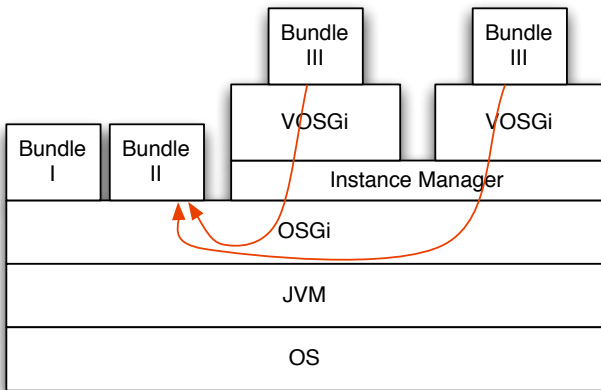 Bundle
III
Bundle
III
VOSGi
VOSGi
Bundle
I
Bundle
II
Instance Manager
OSGi
JVM
OS